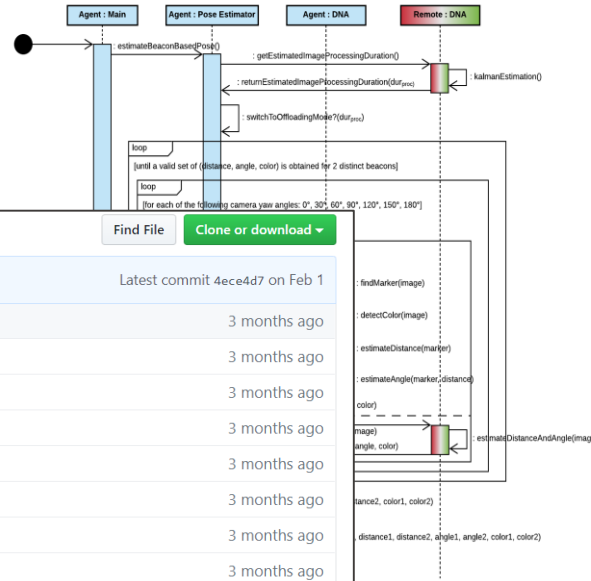 Agent : Main
Agent : Pose Estimator
Agent : DNA
Remote : DNA
: estimateBeaconBasedPose()
: getEstimatedImageProcessingDuration()
: kalmanEstimation()
: returnEstimatedImageProcessingDuration(dur_proc)
: switchToOffloadingMode?(dur_proc)
loop
[until a valid set of (distance, angle, color) is obtained for 2 distinct beacons]
loop
[for each of the following camera yaw angles: 0°, 30°, 60°, 90°, 120°, 150°, 180°]
Find File
Clone or download
Latest commit 4ece4d7 on Feb 1
3 months ago
3 months ago
3 months ago
3 months ago
3 months ago
3 months ago
3 months ago
3 months ago
: findMarker(image)
: detectColor(image)
: estimateDistance(marker)
: estimateAngle(marker, distance)
color)
mage)
: estimateDistanceAndAngle(imag
angle, color)
tance2, color1, color2)
, distance1, distance2, angle1, angle2, color1, color2)